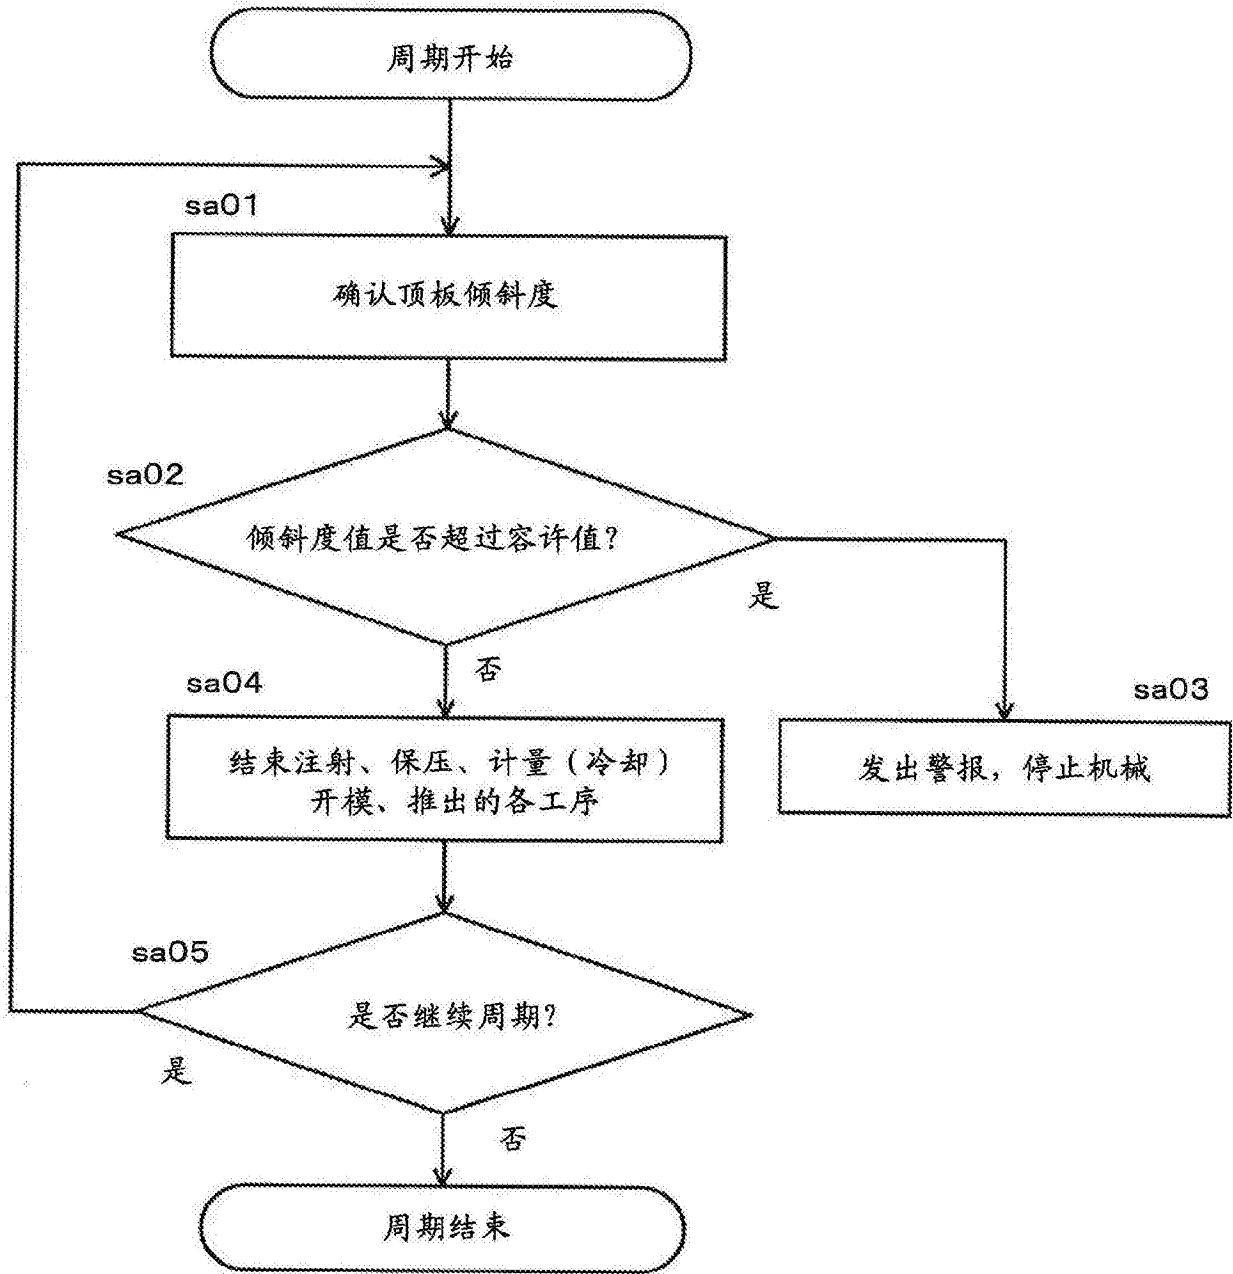 周期开始
sa01
确认顶板倾斜度
sa02
倾斜度值是否超过容许值?
是
否
sa04
sa03
结束注射、保压、计量(冷却)
开模、推出的各工序
发出警报,停止机械
sa05
是否继续周期?
是
否
周期结束